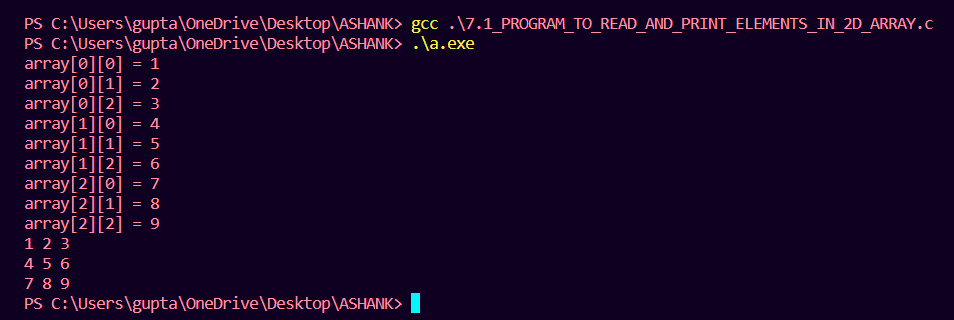 PS C:\Users\gupta\OneDrive\Desktop\ASHANK> gcc .\7.1_PROGRAM_TO_READ_AND_PRINT_ELEMENTS_IN_2D_ARRAY.c
PS C:\Users\gupta\OneDrive\Desktop\ASHANK> .\a.exe
array[0][0] = 1
array[0][1] = 2
array[0][2] = 3
array[1][0] = 4
array[1][1] = 5
array[1][2] = 6
array[2][0] = 7
array[2][1] = 8
array[2][2] = 9
1 2 3
4 5 6
7 8 9
PS C:\Users\gupta\OneDrive\Desktop\ASHANK>